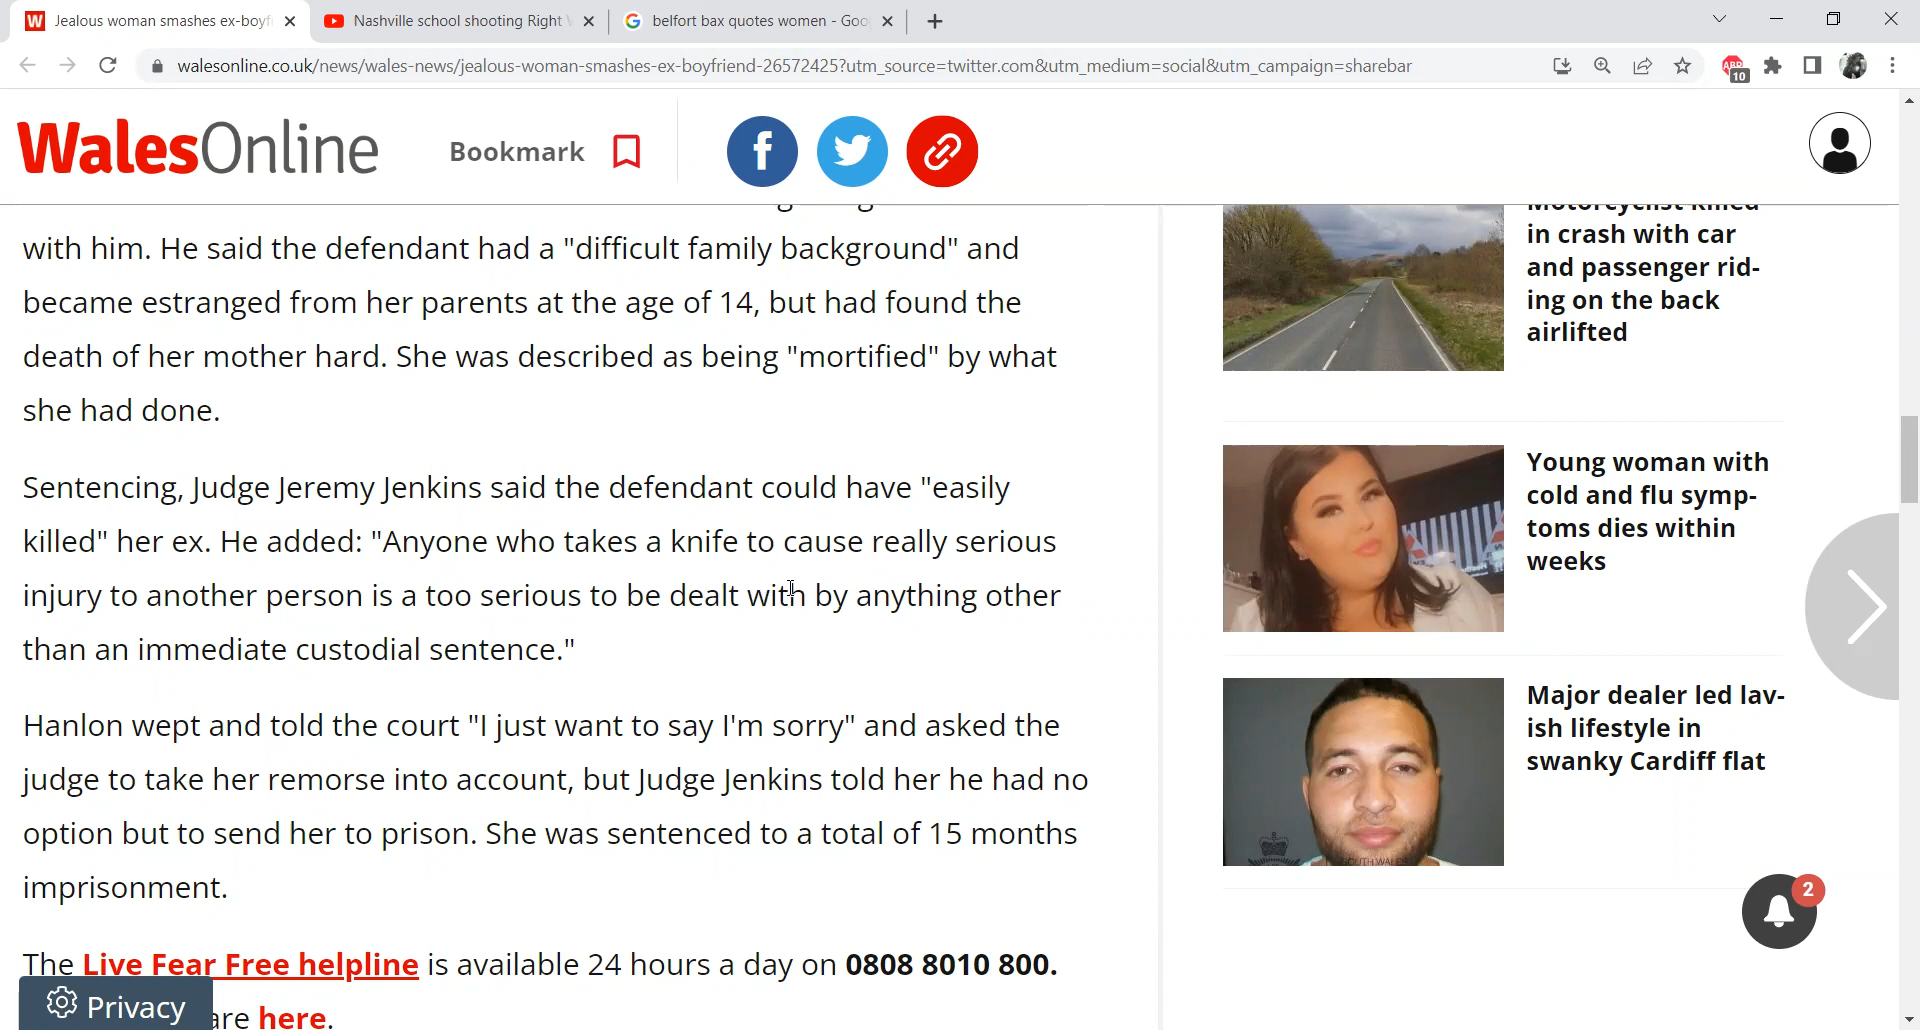 Jealous woman smashes ex-boyf
Nashville school shooting Right
belfort bax quotes women - Goo
walesonline.co.uk/news/wales-news/jealous-woman-smashes-ex-boyfriend-26572425?utm_source=twitter.com&utm_medium=social&utm_campaign=sharebar
ABP
10
WalesOnline
Bookmark
with him. He said the defendant had a "difficult family background" and
became estranged from her parents at the age of 14, but had found the
death of her mother hard. She was described as being "mortified" by what
she had done.
Sentencing, Judge Jeremy Jenkins said the defendant could have "easily
killed" her ex. He added: "Anyone who takes a knife to cause really serious
injury to another person is a too serious to be dealt with by anything other
than an immediate custodial sentence."
Hanlon wept and told the court "I just want to say I'm sorry" and asked the
judge to take her remorse into account, but Judge Jenkins told her he had no
option but to send her to prison. She was sentenced to a total of 15 months
imprisonment.
The Live Fear Free helpline is available 24 hours a day on 0808 8010 800.
are here.
Privacy
Motorcyclist killed
in crash with car
and passenger rid-
ing on the back
airlifted
Young woman with
cold and flu symp-
toms dies within
weeks
Major dealer led lav-
ish lifestyle in
swanky Cardiff flat
SOUTH WALES
2